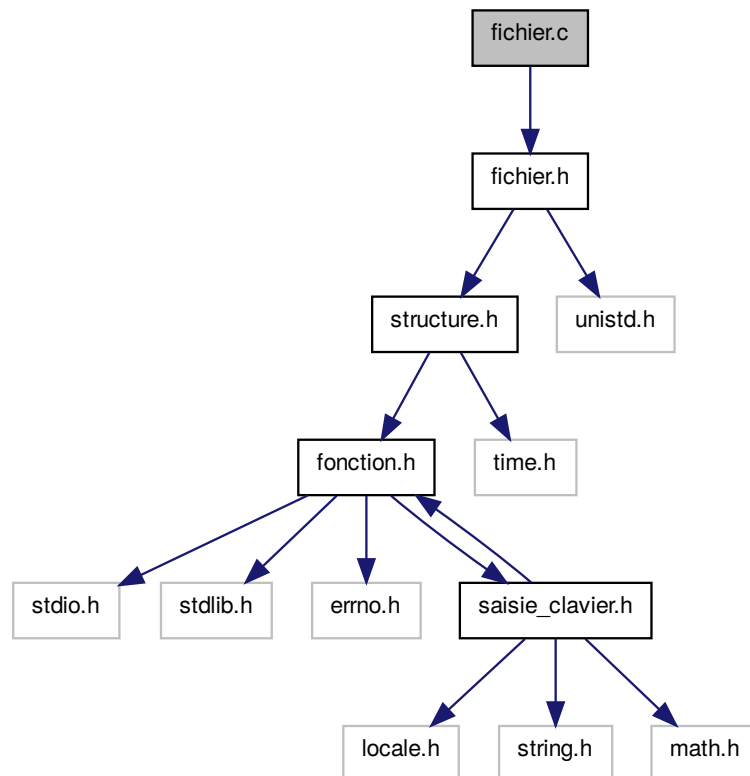 fichier.c
fichier.h
structure.h
unistd.h
fonction.h
time.h
stdio.h
stdlib.h
errno.h
saisie_clavier.h
locale.h
string.h
math.h